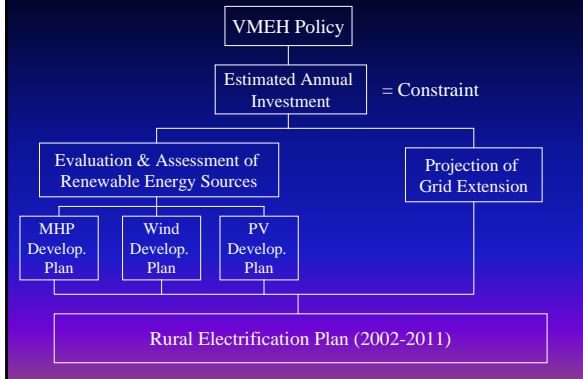 VMEH Policy
Estimated Annual
Investment
= Constraint
Evaluation & Assessment of
Renewable Energy Sources
Projection of
Grid Extension
MHP
Develop.
Plan
Wind
Develop.
Plan
PV
Develop.
Plan
Rural Electrification Plan (2002-2011)